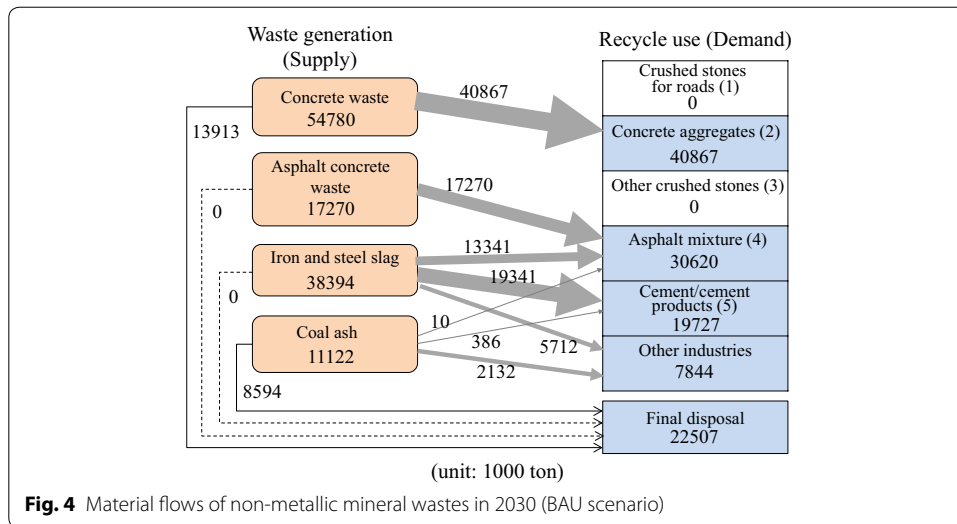 Waste generation
(Supply)
Recycle use (Demand)
Concrete waste
54780
40867
Crushed stones
for roads (1)
0
13913
Concrete aggregates (2)
40867
Asphalt concrete
waste
17270
17270
Other crushed stones (3)
0
0
Asphalt mixture (4)
30620
Iron and steel slag
38394
13341
19341
0
Cement/cement
products (5)
19727
Coal ash
11122
10
386
5712
2132
Other industries
7844
8594
Final disposal
22507
(unit: 1000 ton)
Fig. 4 Material flows of non-metallic mineral wastes in 2030 (BAU scenario)